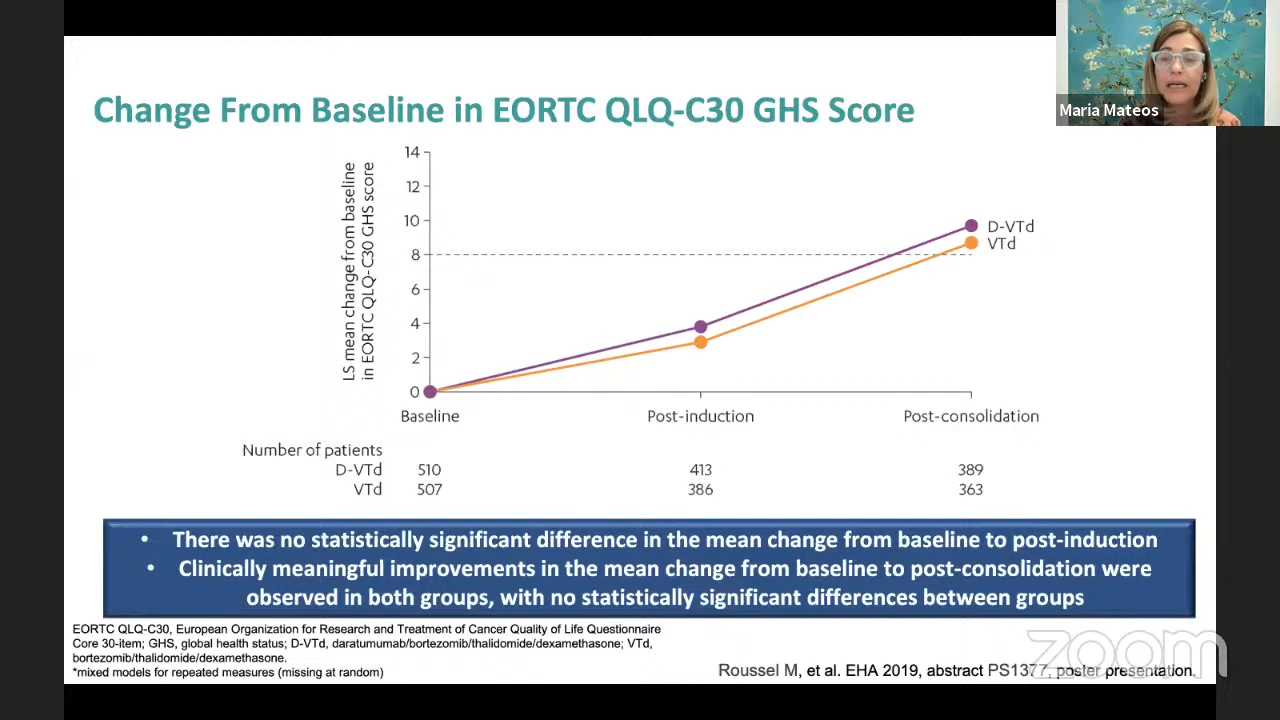 Maria Mateos
Change From Baseline in EORTC QLQ-C30 GHS Score
LS mean change from baseline
in EORTC QLQ-C30 GHS score
14
12
10
8
6
4
2
0
D-VTd
VTd
Baseline Post-induction Post-consolidation
Number of patients
D-VTd 510 413 389
VTd 507 386 363
• There was no statistically significant difference in the mean change from baseline to post-induction
• Clinically meaningful improvements in the mean change from baseline to post-consolidation were
observed in both groups, with no statistically significant differences between groups
EORTC QLQ-C30, European Organization for Research and Treatment of Cancer Quality of Life Questionnaire
Core 30-item; GHS, global health status; D-VTd, daratumumab/bortezomib/thalidomide/dexamethasone; VTd,
bortezomib/thalidomide/dexamethasone.
*mixed models for repeated measures (missing at random)
Roussel M, et al. EHA 2019, abstract PS1377, poster presentation.
zoom